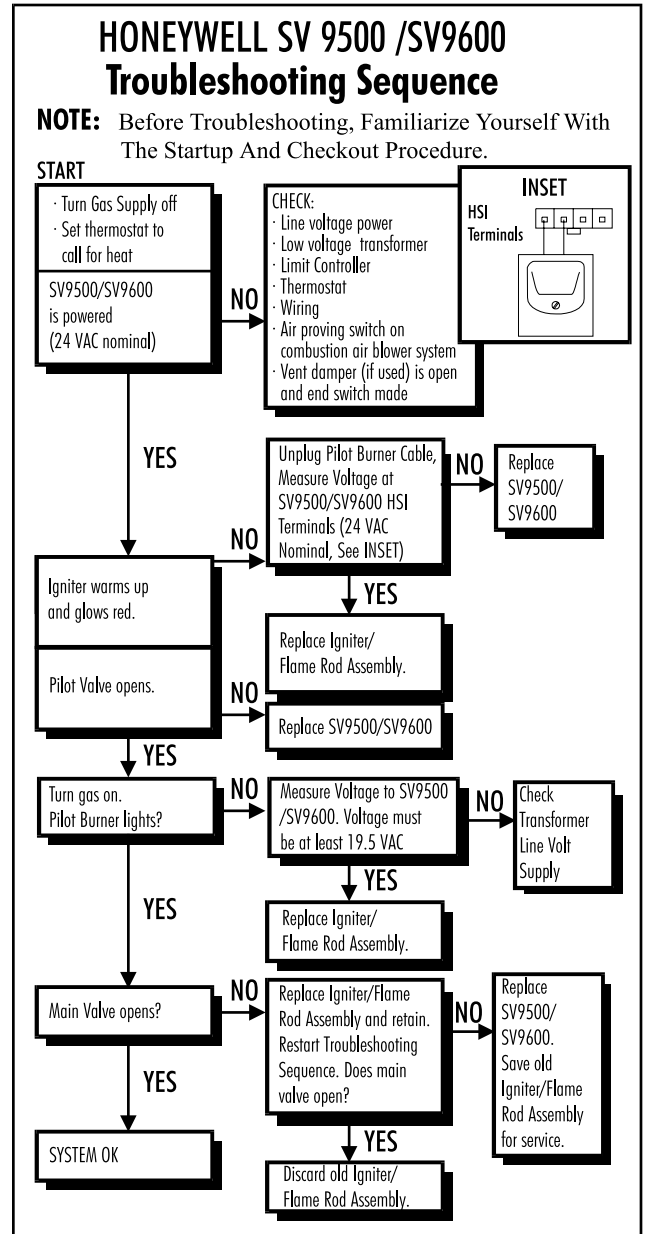 HONEYWELL SV 9500 /SV9600
Troubleshooting Sequence
NOTE: Before Troubleshooting, Familiarize Yourself With
The Startup And Checkout Procedure.
START
· Turn Gas Supply off
· Set thermostat to
call for heat
SV9500/SV9600
is powered
(24 VAC nominal)
NO
CHECK:
· Line voltage power
· Low voltage transformer
· Limit Controller
· Thermostat
· Wiring
· Air proving switch on
combustion air blower system
· Vent damper (if used) is open
and end switch made
INSET
HSI
Terminals
YES
Igniter warms up
and glows red.
NO
Unplug Pilot Burner Cable,
Measure Voltage at
SV9500/SV9600 HSI
Terminals (24 VAC
Nominal, See INSET)
NO
Replace
SV9500/
SV9600
YES
Replace Igniter/
Flame Rod Assembly.
Pilot Valve opens.
NO
Replace SV9500/SV9600
YES
Turn gas on.
Pilot Burner lights?
NO
Measure Voltage to SV9500
/SV9600. Voltage must
be at least 19.5 VAC
NO
Check
Transformer
Line Volt
Supply
YES
Replace Igniter/
Flame Rod Assembly.
YES
Main Valve opens?
NO
Replace Igniter/Flame
Rod Assembly and retain.
Restart Troubleshooting
Sequence. Does main
valve open?
NO
Replace
SV9500/
SV9600.
Save old
Igniter/Flame
Rod Assembly
for service.
YES
Discard old Igniter/
Flame Rod Assembly.
YES
SYSTEM OK